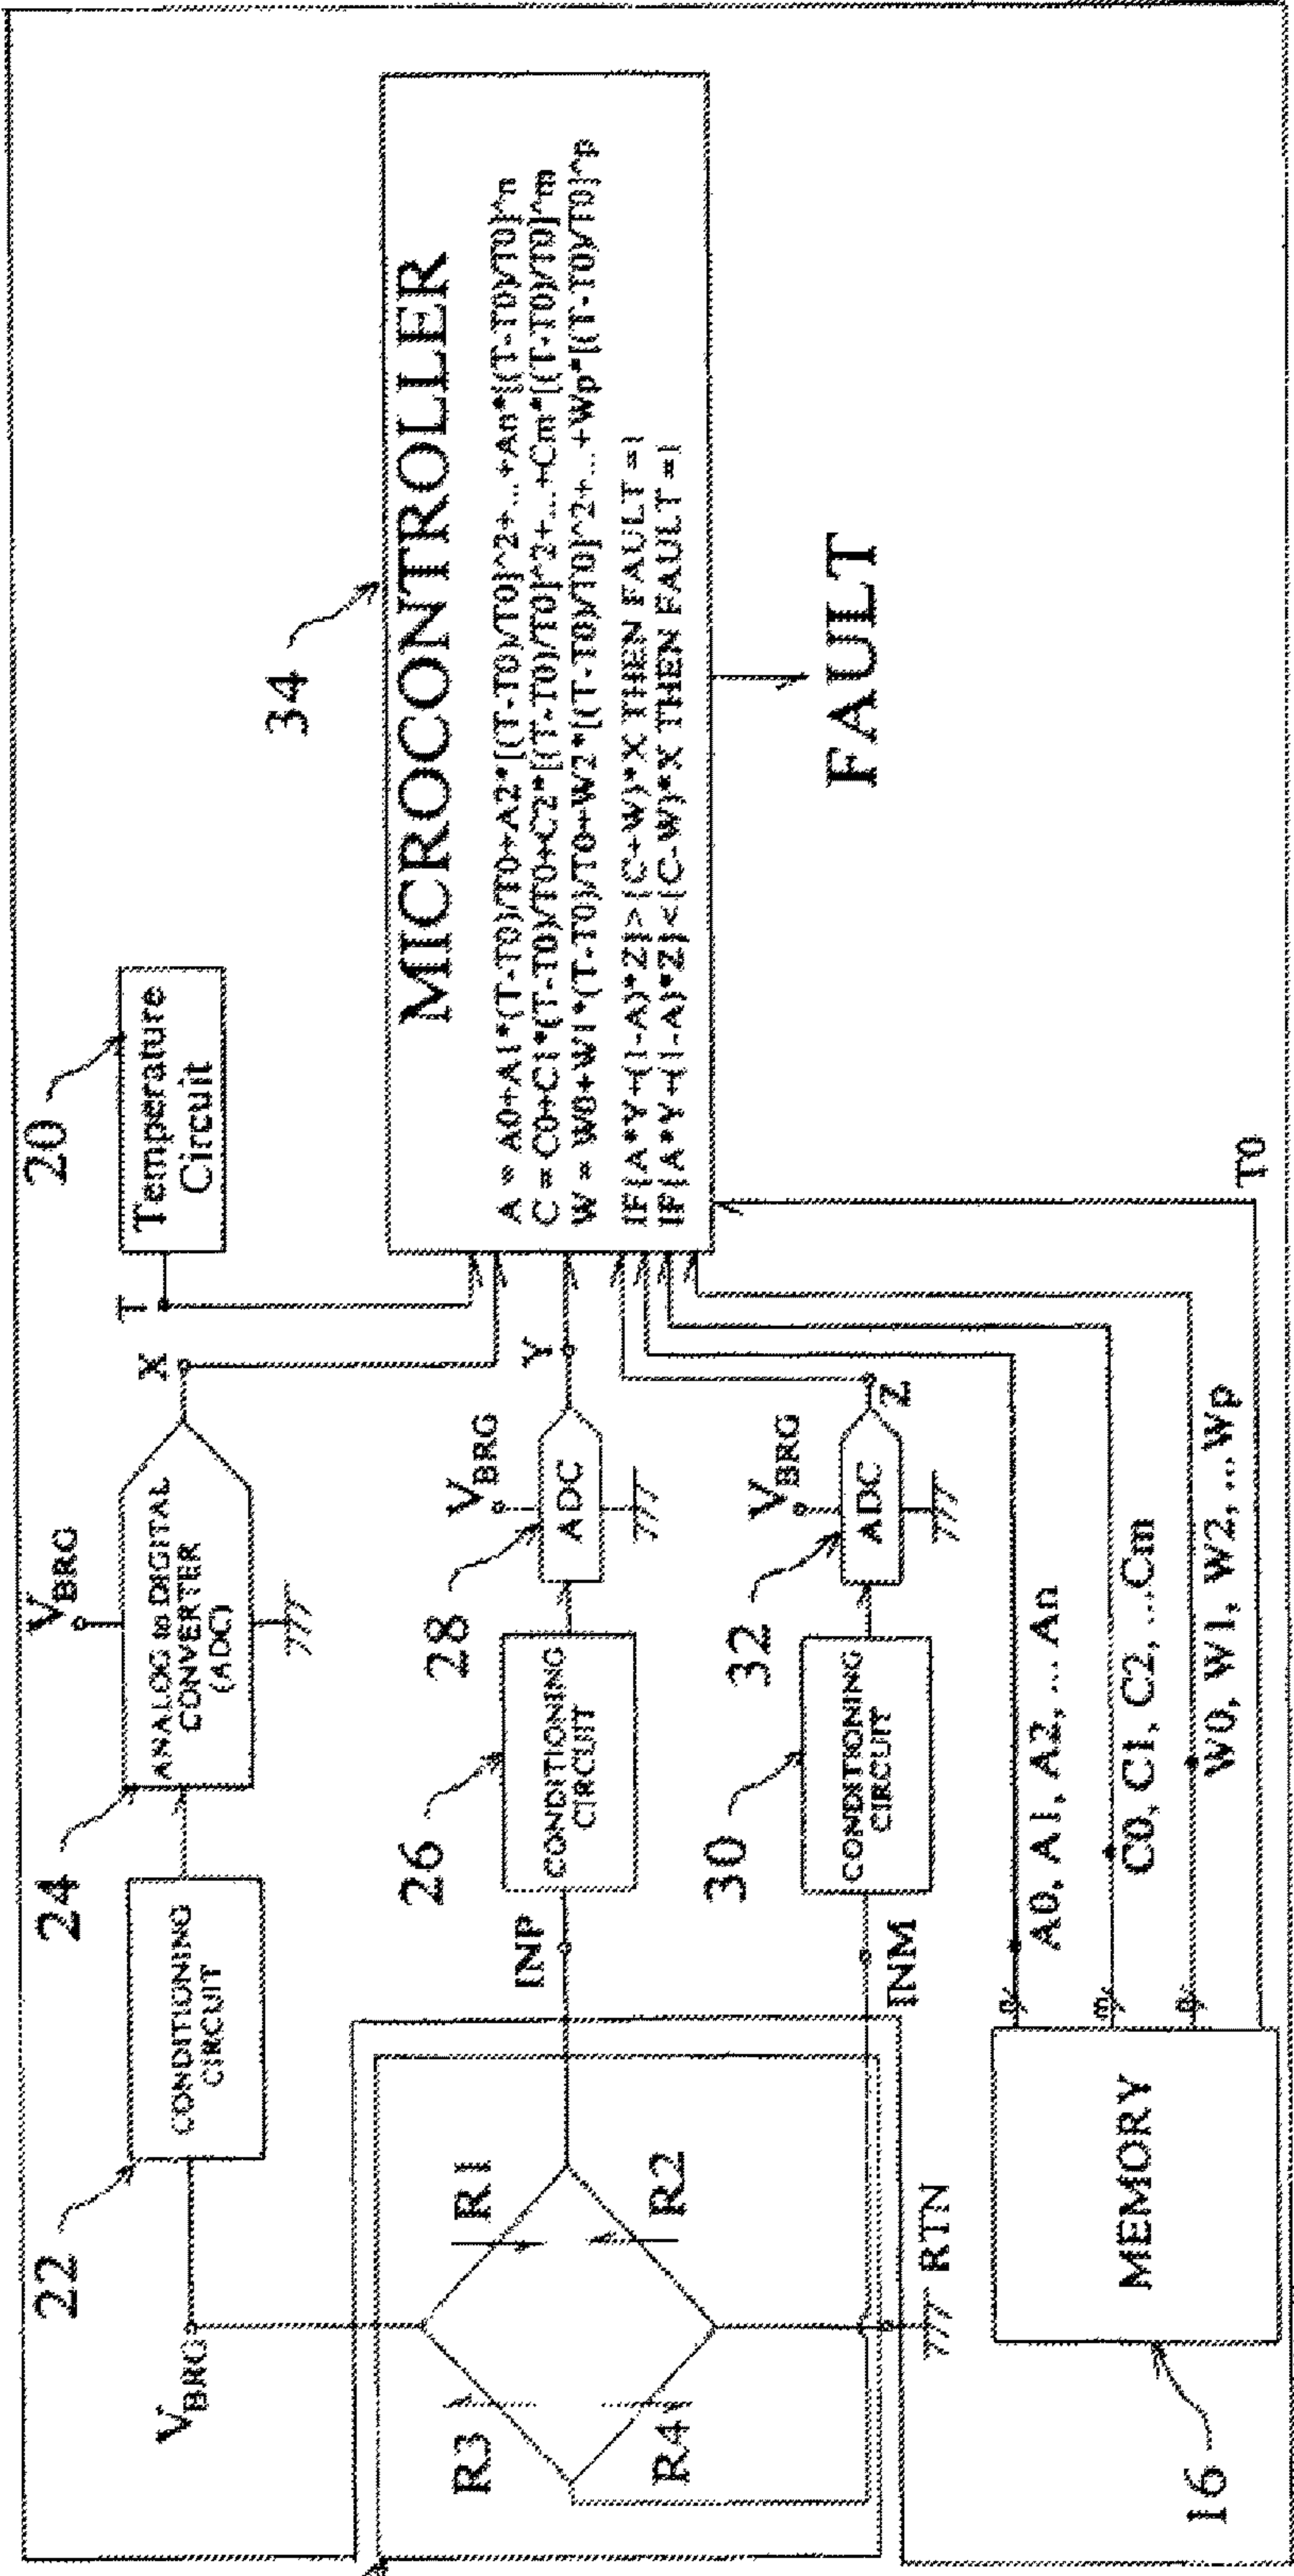 V_BRG
22
CONDITIONING
CIRCUIT
24
V_BRG
ANALOG to DIGITAL
CONVERTER
(ADC)
X
T
20
Temperature
Circuit
34
MICROCONTROLLER
A = A0+A1*(T-T0)/T0+A2*[(T-T0)/T0]^2+...+An*[(T-T0)/T0]^n
C = C0+C1*(T-T0)/T0+C2*[(T-T0)/T0]^2+...+Cm*[(T-T0)/T0]^m
W = W0+W1*(T-T0)/T0+W2*[(T-T0)/T0]^2+...+Wp*[(T-T0)/T0]^p
IF[A*Y+(1-A)*Z]>(C+W)*X THEN FAULT =1
IF[A*Y+(1-A)*Z]<(C-W)*X THEN FAULT =1
FAULT
R3
R1
R4
R2
INP
26
CONDITIONING
CIRCUIT
28
V_BRG
ADC
Y
INM
30
CONDITIONING
CIRCUIT
32
V_BRG
ADC
Z
RTN
16
MEMORY
n
A0, A1, A2, ... An
m
C0, C1, C2, ...Cm
p
W0, W1, W2, ... Wp
T0